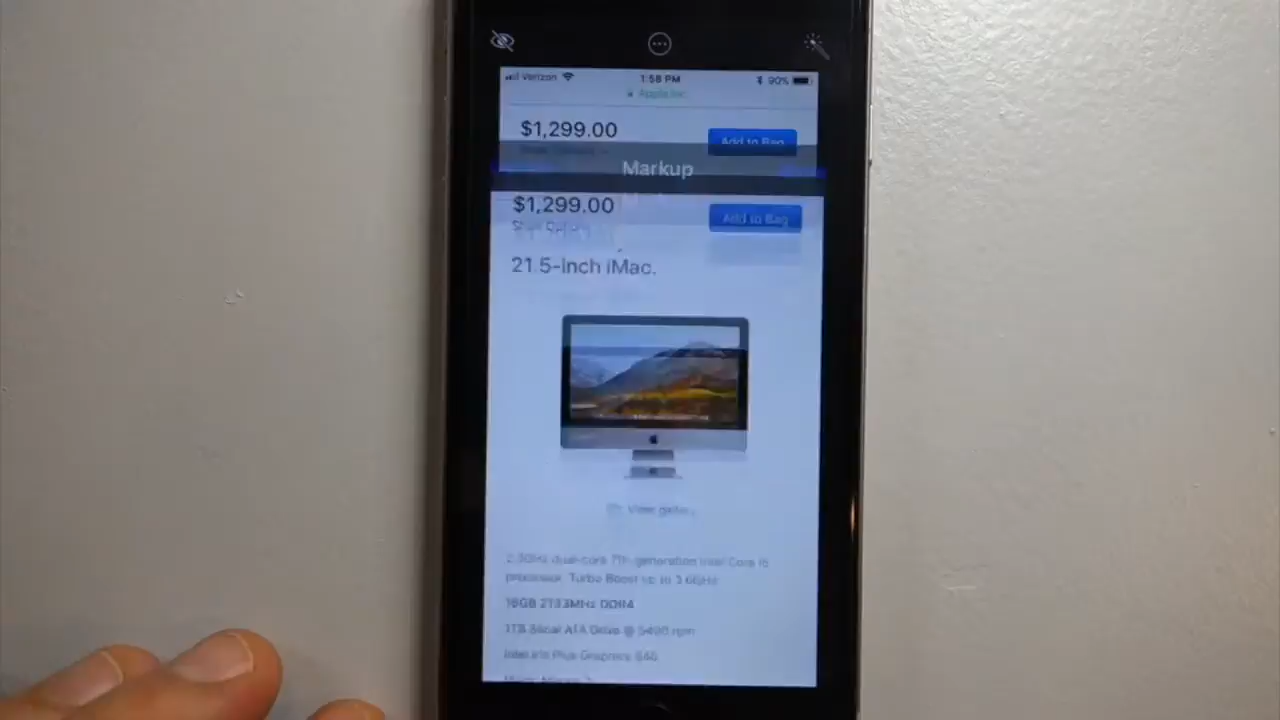 Verizon 1:58 PM 90%
Apple Inc.
$1,299.00 Add to Bag
Markup
$1,299.00 Add to Bag
21.5-inch iMac.
View gallery
2.3GHz dual-core 7th-generation Intel Core i5
processor, Turbo Boost up to 3.6GHz
16GB 2133MHz DDR4
1TB Serial ATA Drive @ 5400 rpm
Intel Iris Plus Graphics 640